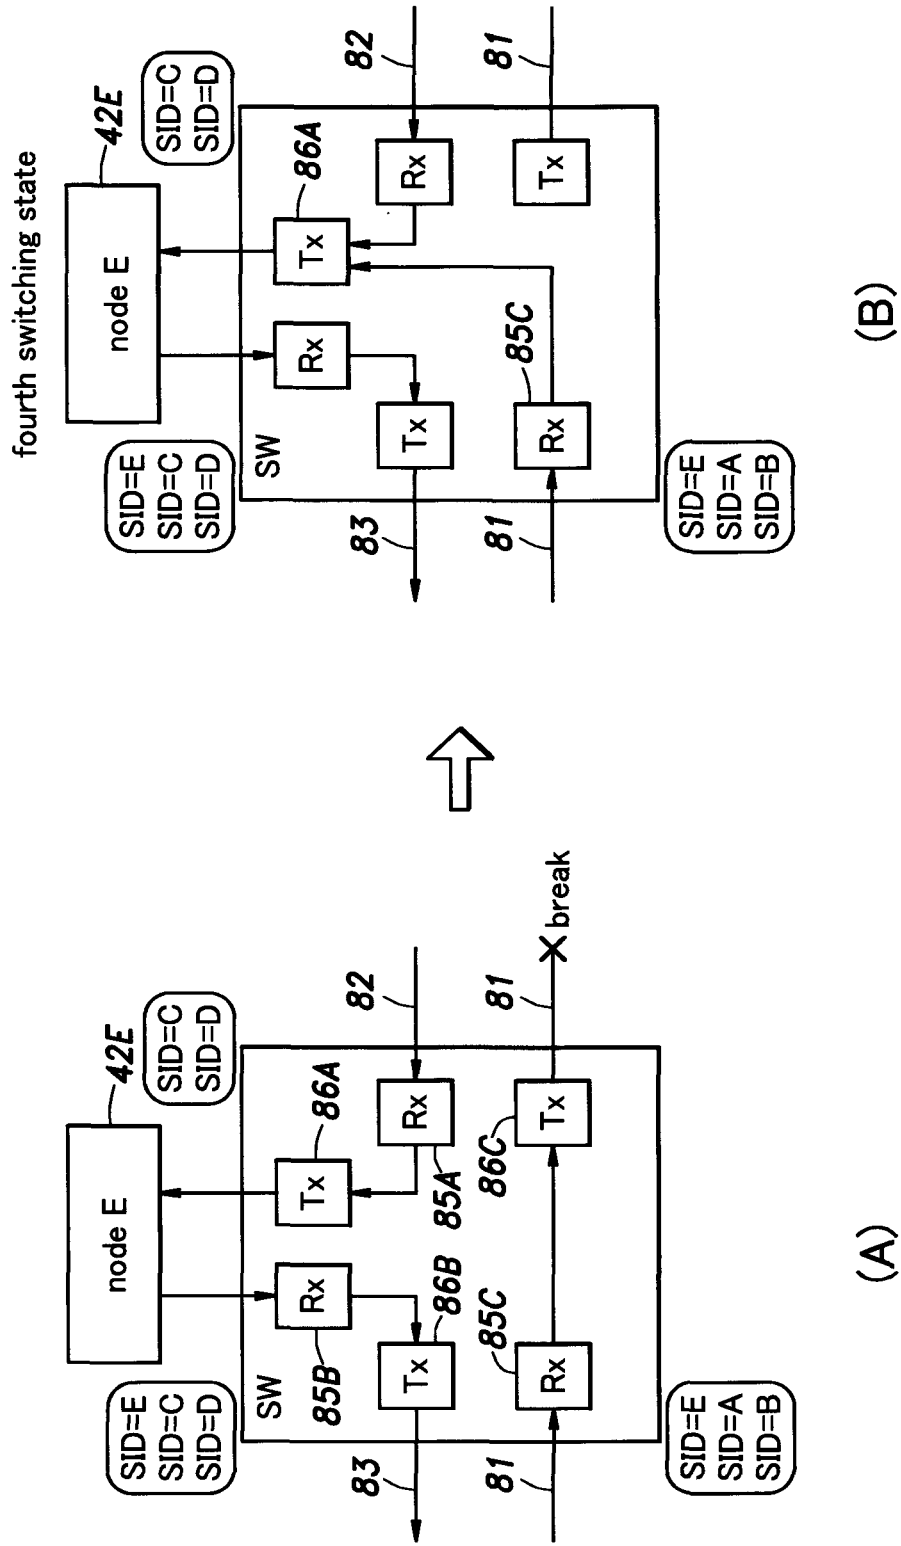 fourth switching state
node E
42E
SID=C
SID=D
SID=E
SID=C
SID=D
SW
85B
Rx
Tx
86A
83
Tx
86B
85A
Rx
82
81
85C
Rx
86C
Tx
81
break
SID=E
SID=A
SID=B
(A)
node E
42E
SID=C
SID=D
SID=E
SID=C
SID=D
SW
Rx
Tx
86A
83
Tx
Rx
82
81
85C
Rx
Tx
81
SID=E
SID=A
SID=B
(B)